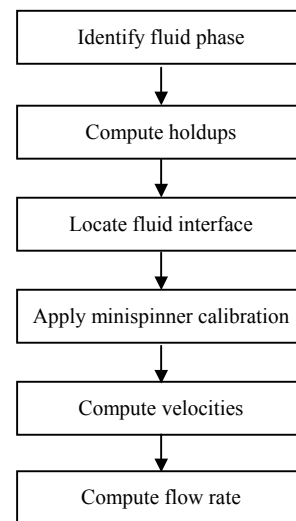 Identify fluid phase
Compute holdups
Locate fluid interface
Apply minispinner calibration
Compute velocities
Compute flow rate